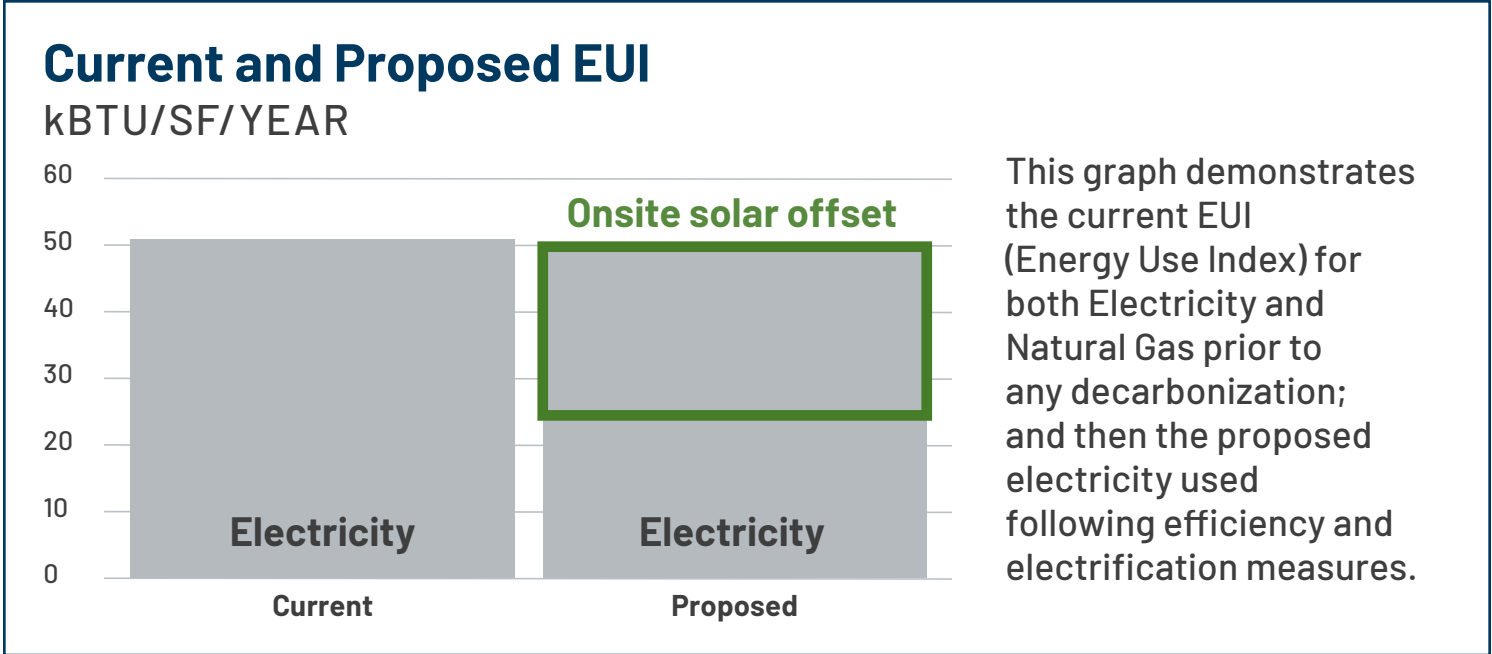 Current and Proposed EUI
kBTU/SF/YEAR
60
50
40
30
20
10
0
Onsite solar offset
Electricity
Electricity
Current
Proposed
This graph demonstrates
the current EUI
(Energy Use Index) for
both Electricity and
Natural Gas prior to
any decarbonization;
and then the proposed
electricity used
following efficiency and
electrification measures.